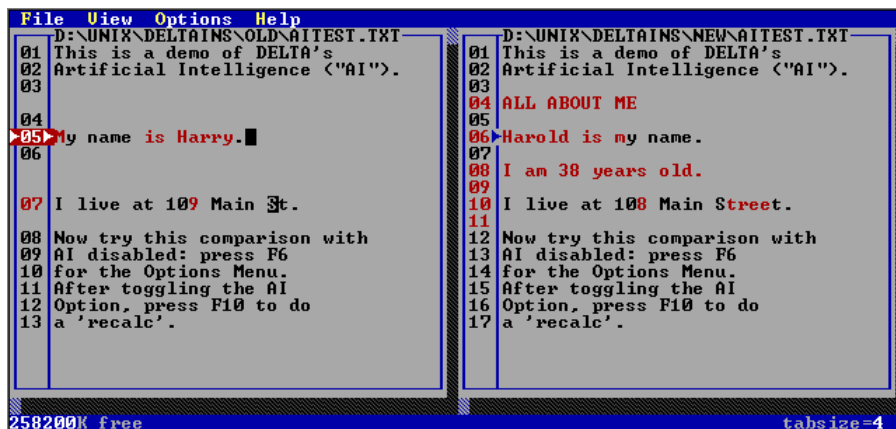 File View Options Help
D:\UNIX\DELTAINS\OLD\AITEST.TXT
01 This is a demo of DELTA's
02 Artificial Intelligence ("AI").
03
04
05 My name is Harry.
06
07 I live at 109 Main St.
08 Now try this comparison with
09 AI disabled: press F6
10 for the Options Menu.
11 After toggling the AI
12 Option, press F10 to do
13 a 'recalc'.
D:\UNIX\DELTAINS\NEW\AITEST.TXT
01 This is a demo of DELTA's
02 Artificial Intelligence ("AI").
03
04 ALL ABOUT ME
05
06 Harold is my name.
07
08 I am 38 years old.
09
10 I live at 108 Main Street.
11
12 Now try this comparison with
13 AI disabled: press F6
14 for the Options Menu.
15 After toggling the AI
16 Option, press F10 to do
17 a 'recalc'.
258200K free
tabsize=4